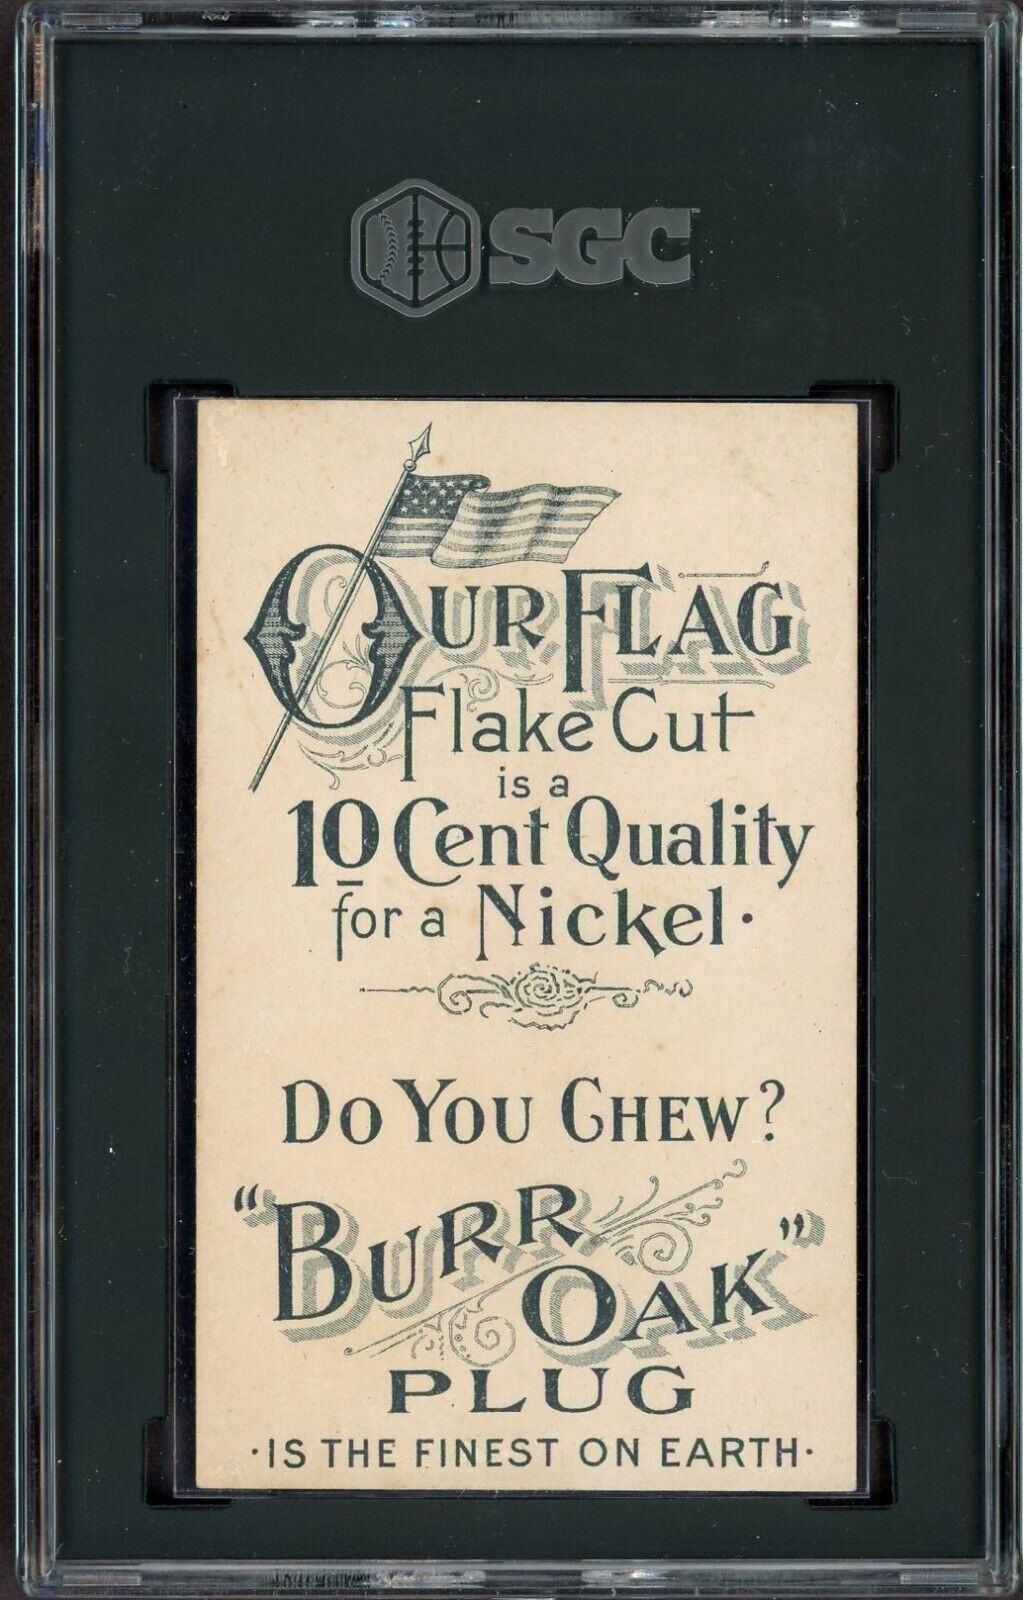 SGC
OUR FLAG
Flake Cut
is a
10 Cent Quality
for a Nickel.
DO YOU CHEW?
"BURR
OAK"
PLUG
·IS THE FINEST ON EARTH·